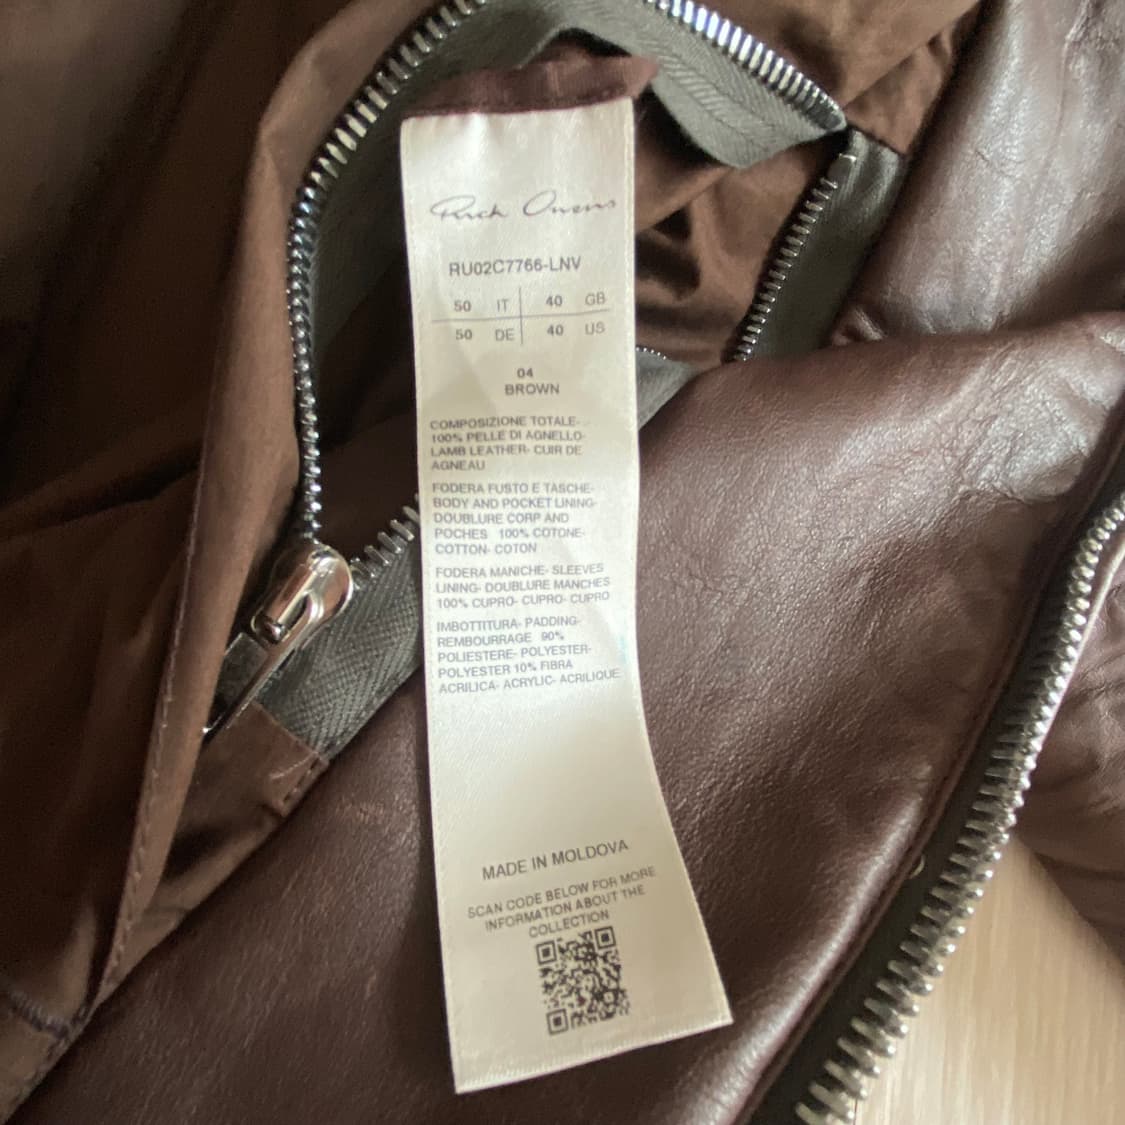 Rick Owens
RU02C7766-LNV
50 IT 40 GB
50 DE 40 US
04
BROWN
COMPOSIZIONE TOTALE-
100% PELLE DI AGNELLO-
LAMB LEATHER- CUIR DE
AGNEAU
FODERA FUSTO E TASCHE-
BODY AND POCKET LINING-
DOUBLURE CORP AND
POCHES 100% COTONE-
COTTON- COTON
FODERA MANICHE- SLEEVES
LINING- DOUBLURE MANCHES
100% CUPRO- CUPRO- CUPRO
IMBOTTITURA- PADDING-
REMBOURRAGE 90%
POLIESTERE- POLYESTER-
POLYESTER 10% FIBRA
ACRILICA- ACRYLIC- ACRILIQUE
MADE IN MOLDOVA
SCAN CODE BELOW FOR MORE
INFORMATION ABOUT THE
COLLECTION